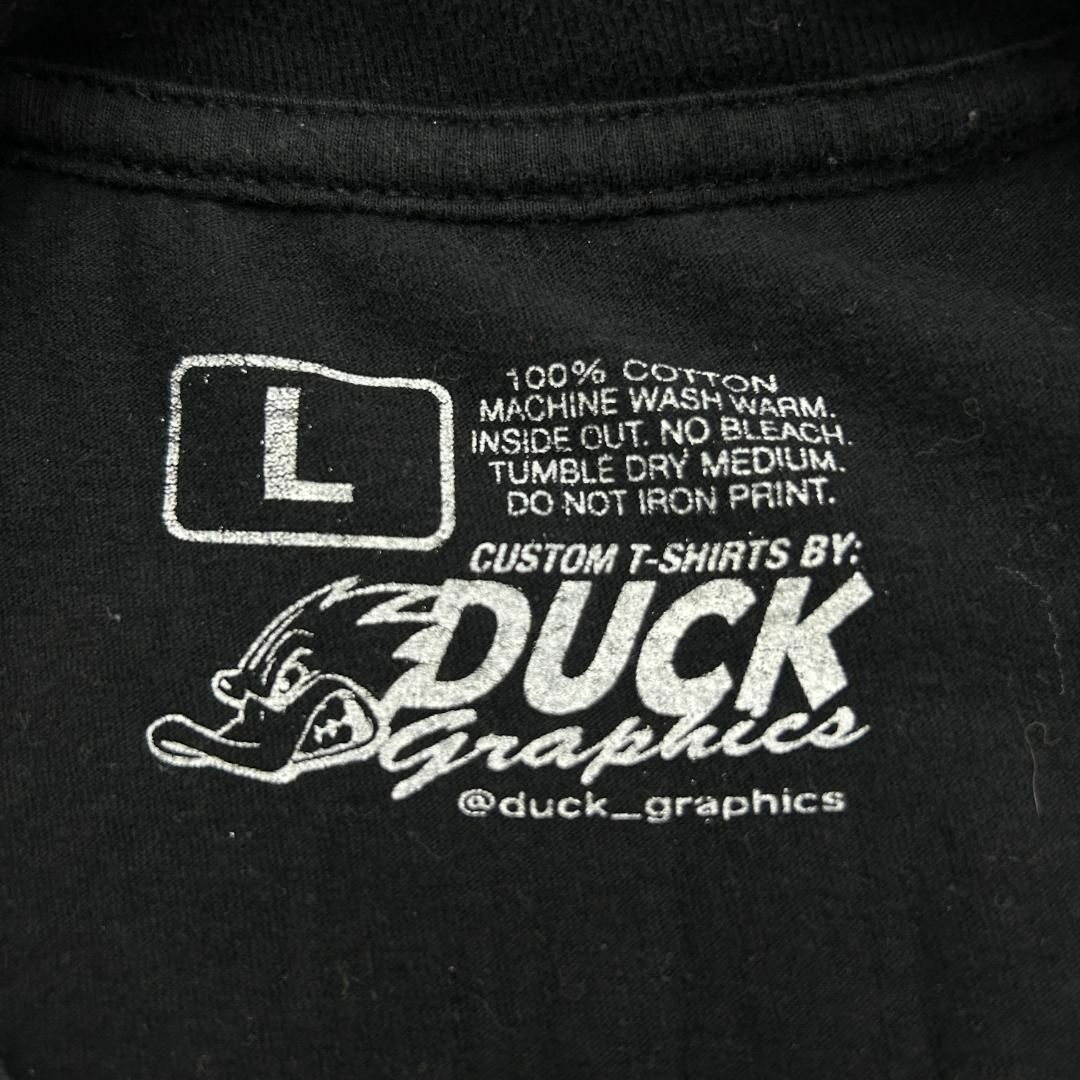 L
100% COTTON
MACHINE WASH WARM.
INSIDE OUT. NO BLEACH.
TUMBLE DRY MEDIUM.
DO NOT IRON PRINT.
CUSTOM T-SHIRTS BY:
DUCK
Graphics
@duck_graphics